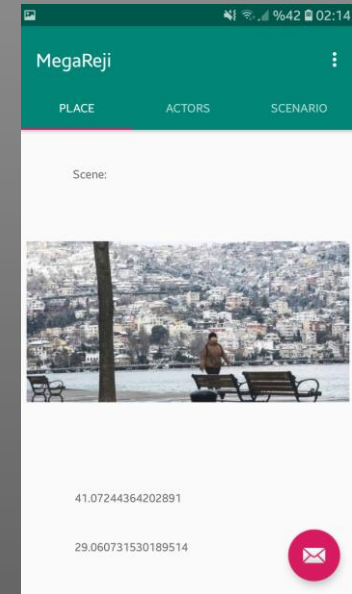 %42 02:14
MegaReji
PLACE ACTORS SCENARIO
Scene:
41.07244364202891
29.060731530189514